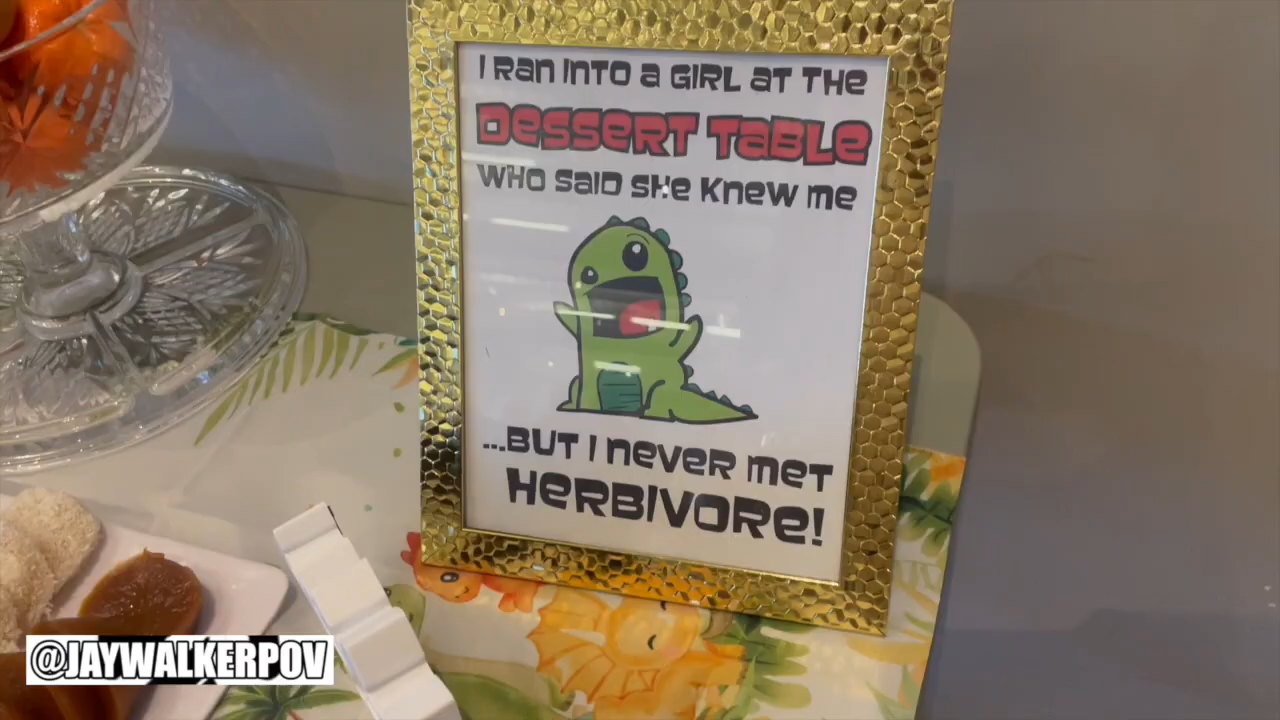 I RAN INTO A GIRL AT THE
DESSERT TABLE
WHO SAID SHE KNEW ME
...BUT I NEVER MET
HERBIVORE!
@JAYWALKERPOV